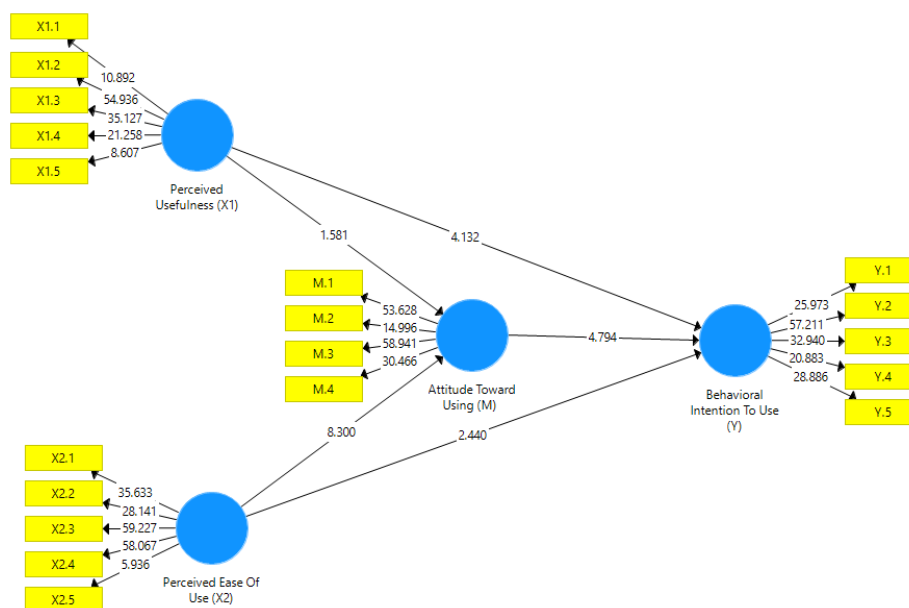 X1.1
X1.2
X1.3
X1.4
X1.5
10.892
54.936
35.127
21.258
8.607
Perceived
Usefulness (X1)
1.581
4.132
M.1
M.2
M.3
M.4
53.628
14.996
58.941
30.466
Attitude Toward
Using (M)
4.794
Y.1
Y.2
Y.3
Y.4
Y.5
25.973
57.211
32.940
20.883
28.886
Behavioral
Intention To Use
(Y)
8.300
2.440
X2.1
X2.2
X2.3
X2.4
X2.5
35.633
28.141
59.227
58.067
5.936
Perceived Ease Of
Use (X2)